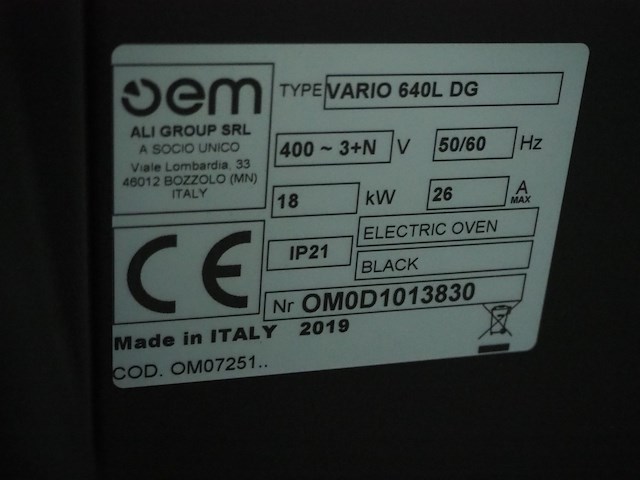 oem
ALI GROUP SRL
A SOCIO UNICO
Viale Lombardia, 33
46012 BOZZOLO (MN)
ITALY
TYPE VARIO 640L DG
400 ~ 3+N V 50/60 Hz
18 kW 26 A MAX
CE
IP21 ELECTRIC OVEN
BLACK
Nr OM0D1013830
Made in ITALY 2019
COD. OM07251..